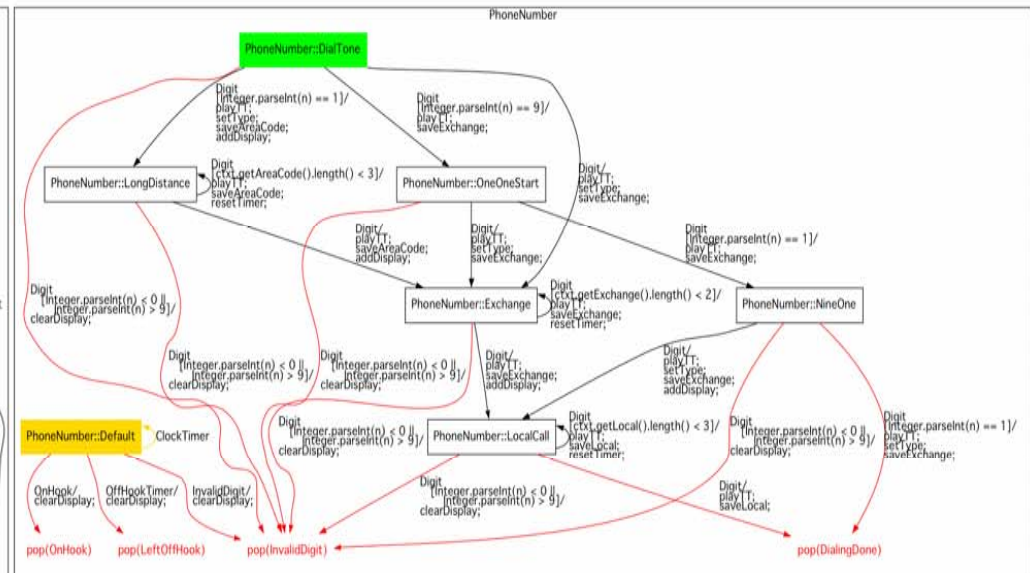 PhoneNumber
PhoneNumber::DialTone
Digit
[Integer.parseInt(n) == 1]/
playTT;
setType;
saveAreaCode;
addDisplay;
Digit
[Integer.parseInt(n) == 9]/
playTT;
saveExchange;
Digit/
playTT;
setType;
saveExchange;
PhoneNumber::LongDistance
Digit
[ctxt.getAreaCode().length() < 3]/
playTT;
saveAreaCode;
resetTimer;
PhoneNumber::OneOneStart
Digit/
playTT;
saveAreaCode;
addDisplay;
Digit/
playTT;
setType;
saveExchange;
Digit
[Integer.parseInt(n) == 1]/
playTT;
saveExchange;
Digit
[Integer.parseInt(n) < 0 ||
Integer.parseInt(n) > 9]/
clearDisplay;
PhoneNumber::Exchange
Digit
[ctxt.getExchange().length() < 2]/
playTT;
saveExchange;
resetTimer;
PhoneNumber::NineOne
Digit
[Integer.parseInt(n) < 0 ||
Integer.parseInt(n) > 9]/
clearDisplay;
Digit
[Integer.parseInt(n) < 0 ||
Integer.parseInt(n) > 9]/
clearDisplay;
Digit/
playTT;
saveExchange;
addDisplay;
Digit/
playTT;
setType;
saveExchange;
addDisplay;
PhoneNumber::Default
ClockTimer
Digit
[Integer.parseInt(n) < 0 ||
Integer.parseInt(n) > 9]/
clearDisplay;
PhoneNumber::LocalCall
Digit
[ctxt.getLocal().length() < 3]/
playTT;
saveLocal;
resetTimer;
Digit
[Integer.parseInt(n) < 0 ||
Integer.parseInt(n) > 9]/
clearDisplay;
Digit
[Integer.parseInt(n) == 1]/
playTT;
setType;
saveExchange;
OnHook/
clearDisplay;
OffHookTimer/
clearDisplay;
InvalidDigit/
clearDisplay;
Digit
[Integer.parseInt(n) < 0 ||
Integer.parseInt(n) > 9]/
clearDisplay;
Digit/
playTT;
saveLocal;
pop(OnHook)
pop(LeftOffHook)
pop(InvalidDigit)
pop(DialingDone)